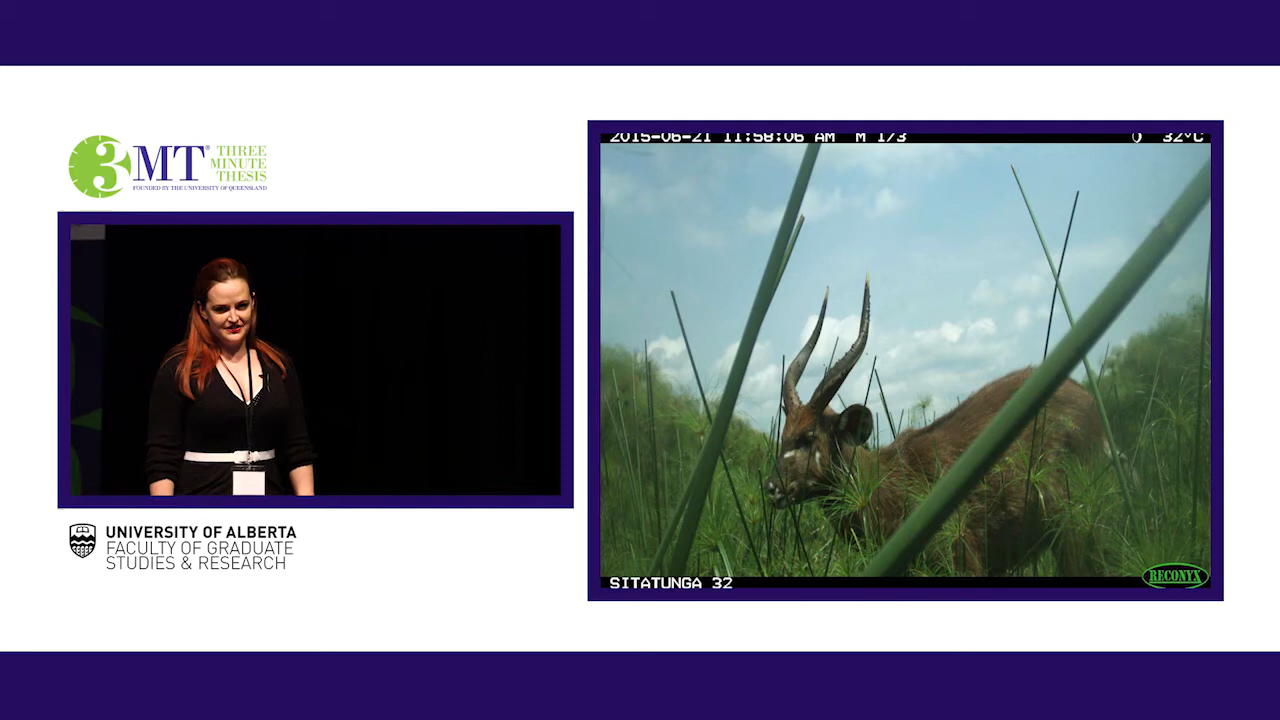 3MT®
THREE
MINUTE
THESIS
FOUNDED BY THE UNIVERSITY OF QUEENSLAND
2015-06-21 11:58:06 AM M 1/3
32°C
SITATUNGA 32
RECONYX
UNIVERSITY OF ALBERTA
FACULTY OF GRADUATE
STUDIES & RESEARCH